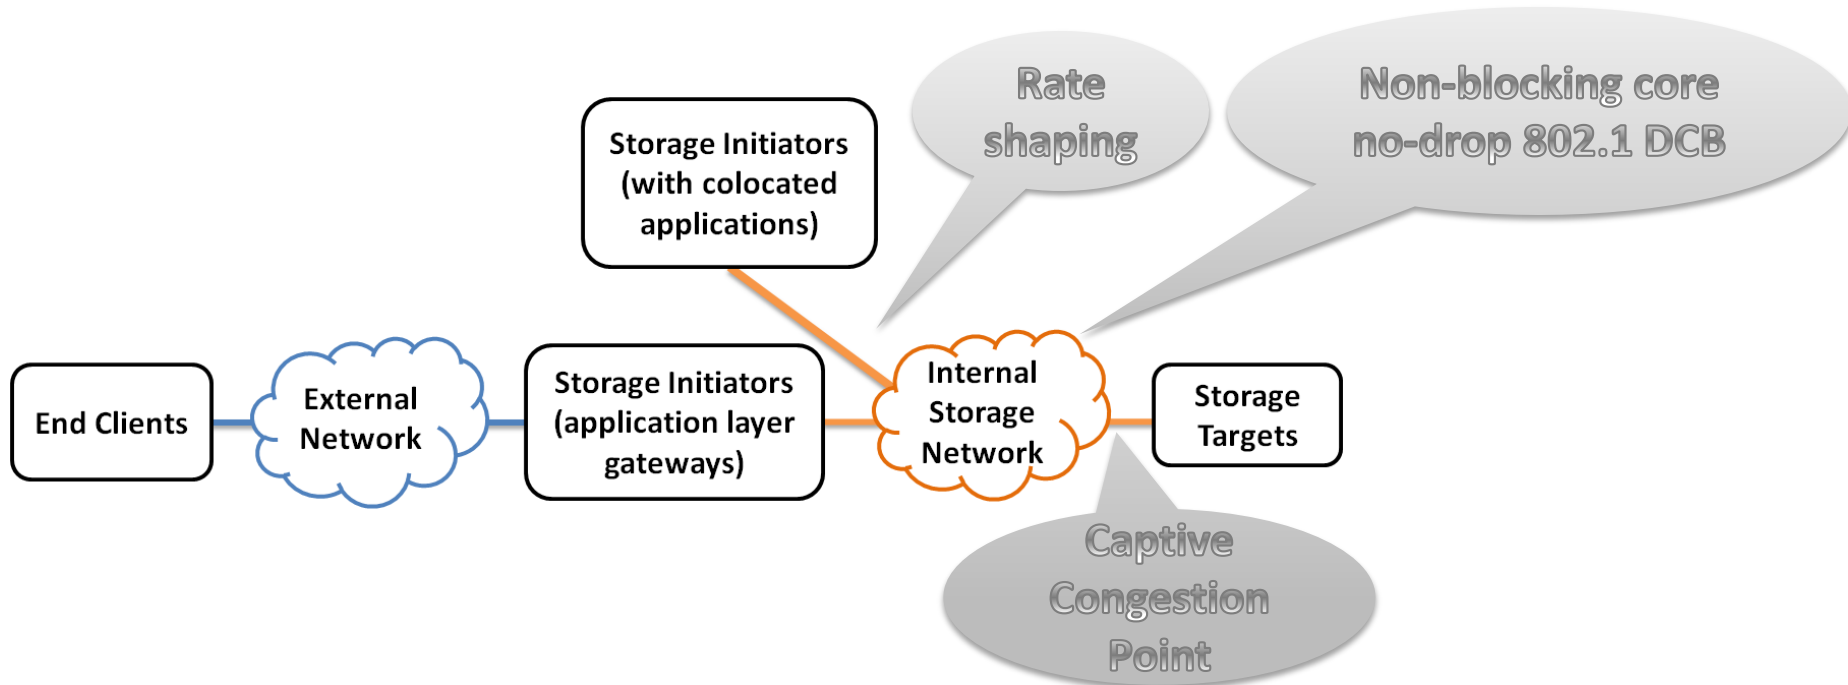 Rate
shaping
Non-blocking core
no-drop 802.1 DCB
Storage Initiators
(with colocated
applications)
End Clients
External
Network
Storage Initiators
(application layer
gateways)
Internal
Storage
Network
Storage
Targets
Captive
Congestion
Point